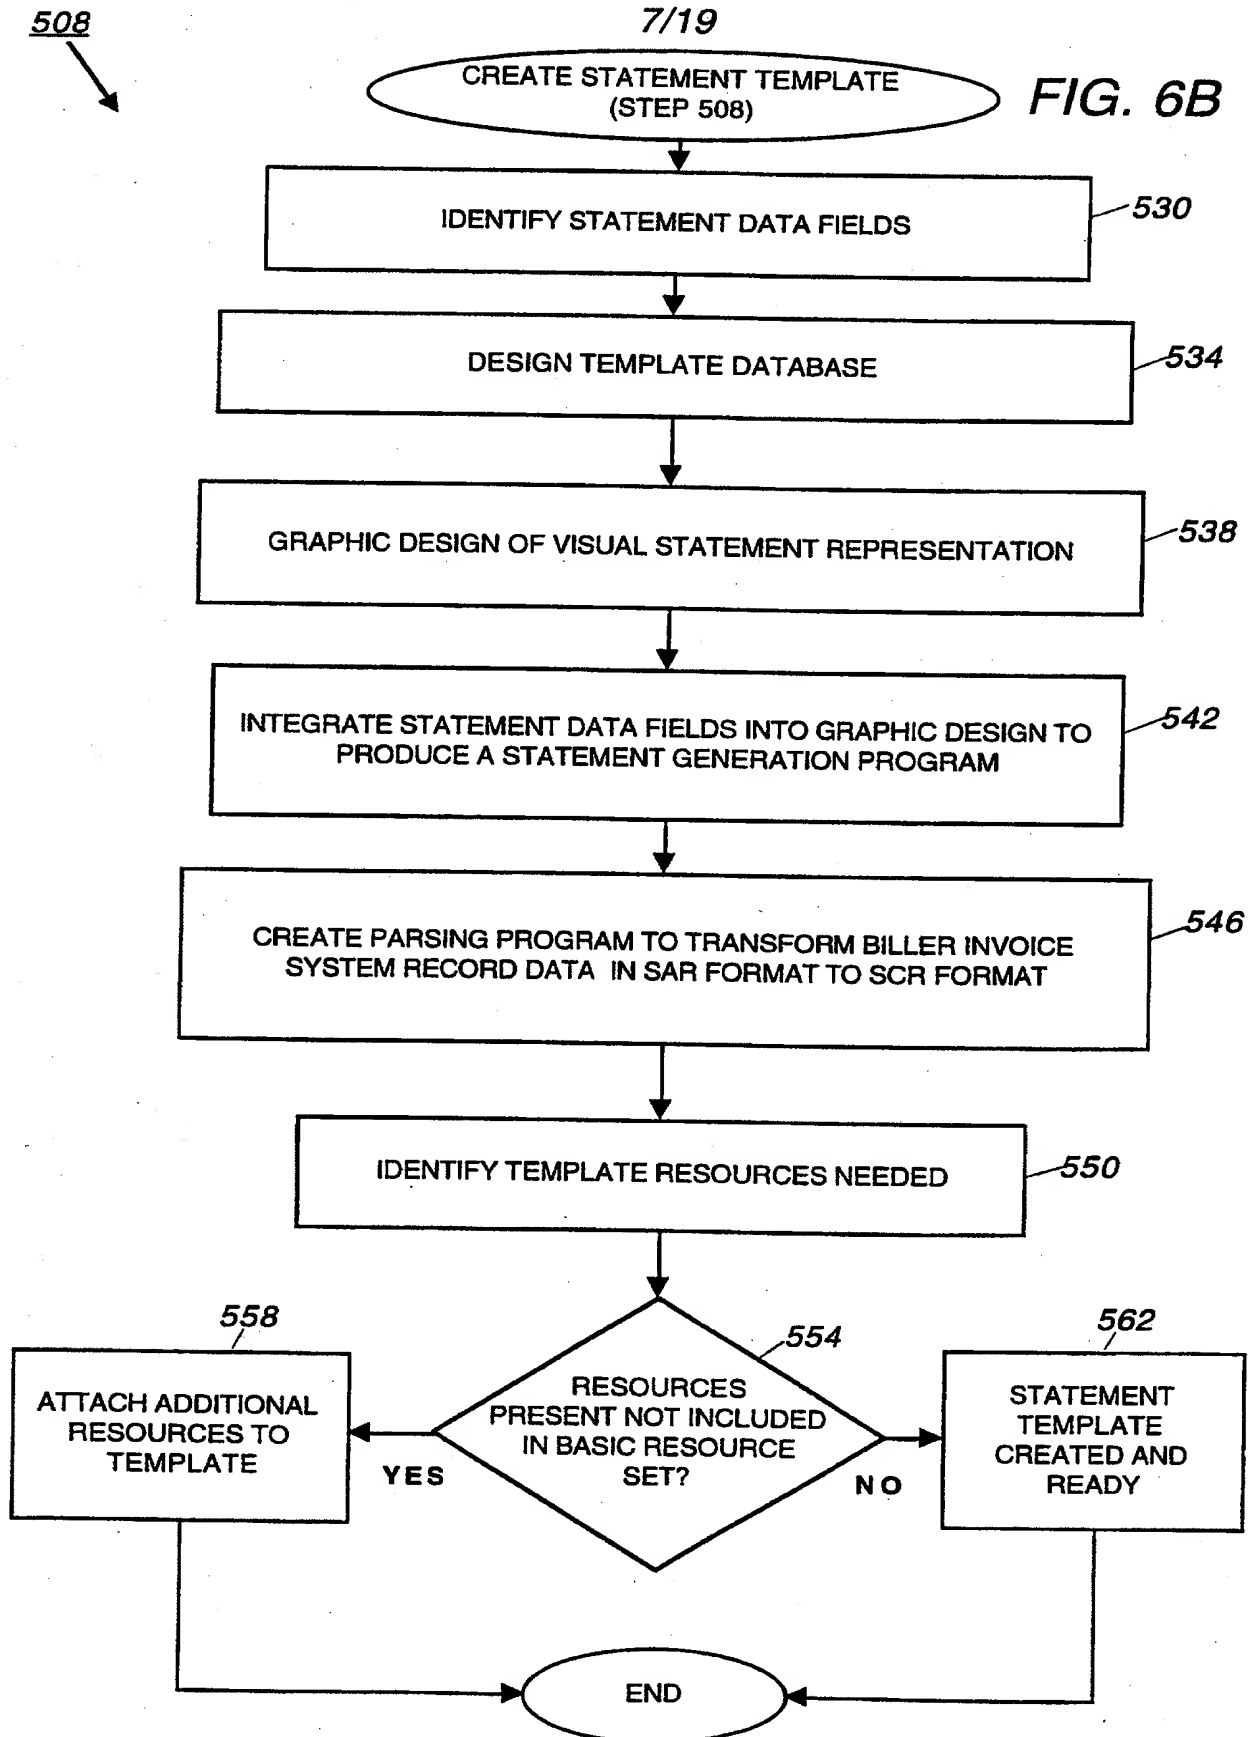 508
7/19
CREATE STATEMENT TEMPLATE
(STEP 508)
FIG. 6B
IDENTIFY STATEMENT DATA FIELDS
530
DESIGN TEMPLATE DATABASE
534
GRAPHIC DESIGN OF VISUAL STATEMENT REPRESENTATION
538
INTEGRATE STATEMENT DATA FIELDS INTO GRAPHIC DESIGN TO
PRODUCE A STATEMENT GENERATION PROGRAM
542
CREATE PARSING PROGRAM TO TRANSFORM BILLER INVOICE
SYSTEM RECORD DATA IN SAR FORMAT TO SCR FORMAT
546
IDENTIFY TEMPLATE RESOURCES NEEDED
550
558
ATTACH ADDITIONAL
RESOURCES TO
TEMPLATE
554
RESOURCES
PRESENT NOT INCLUDED
IN BASIC RESOURCE
SET?
YES
NO
562
STATEMENT
TEMPLATE
CREATED AND
READY
END